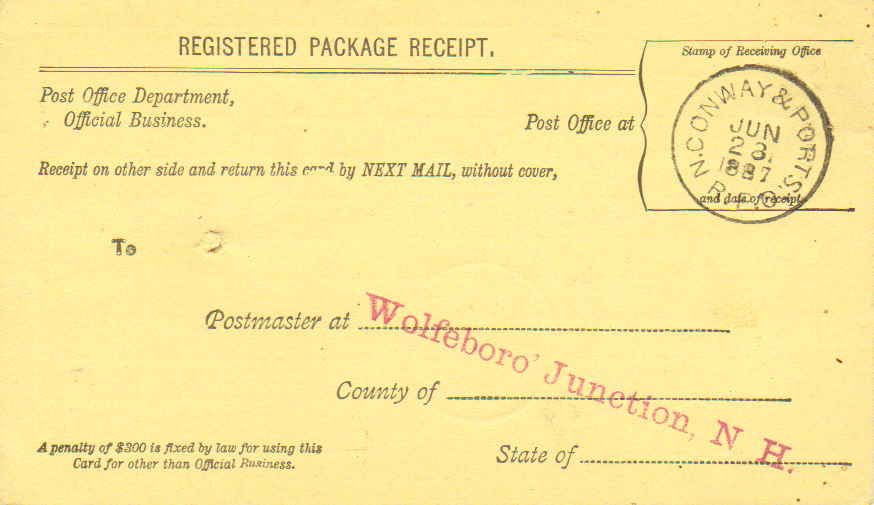 REGISTERED PACKAGE RECEIPT.
Stamp of Receiving Office
Post Office Department,
Official Business.
Post Office at
N. CONWAY & PORTS.
JUN
28
1887
R.P.O.
and date of receipt.
Receipt on other side and return this card by NEXT MAIL, without cover,
To
Postmaster at
Wolfeboro' Junction, N H.
County of
State of
A penalty of $300 is fixed by law for using this
Card for other than Official Business.